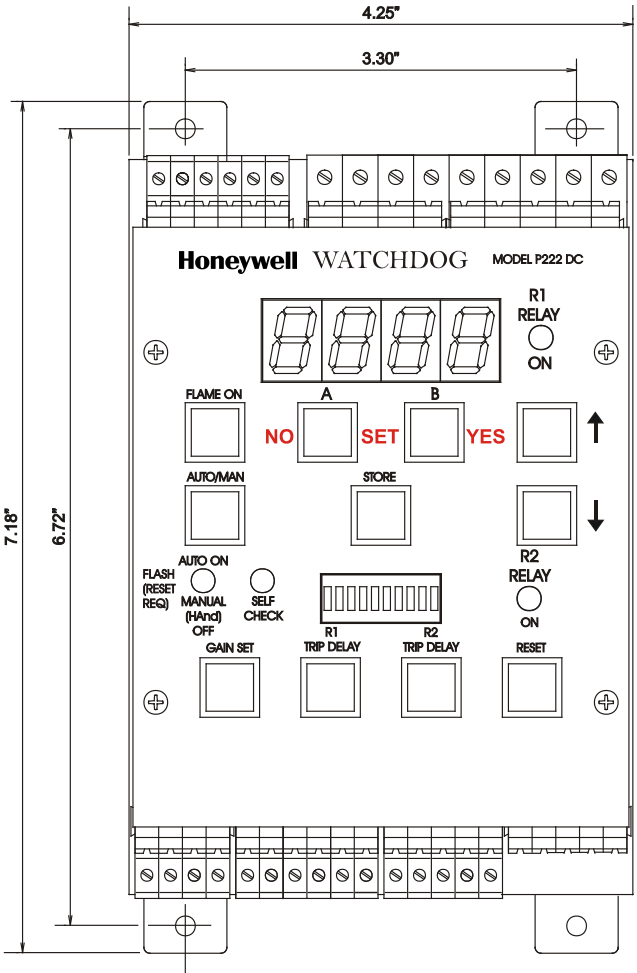 4.25”
3.30”
7.18”
6.72”
Honeywell WATCHDOG MODEL P222 DC
R1
RELAY
ON
FLAME ON
A
B
NO
SET
YES
AUTO/MAN
STORE
R2
RELAY
ON
FLASH
(RESET
REQ)
AUTO ON
MANUAL
(HAnd)
OFF
SELF
CHECK
GAIN SET
R1
TRIP DELAY
R2
TRIP DELAY
RESET